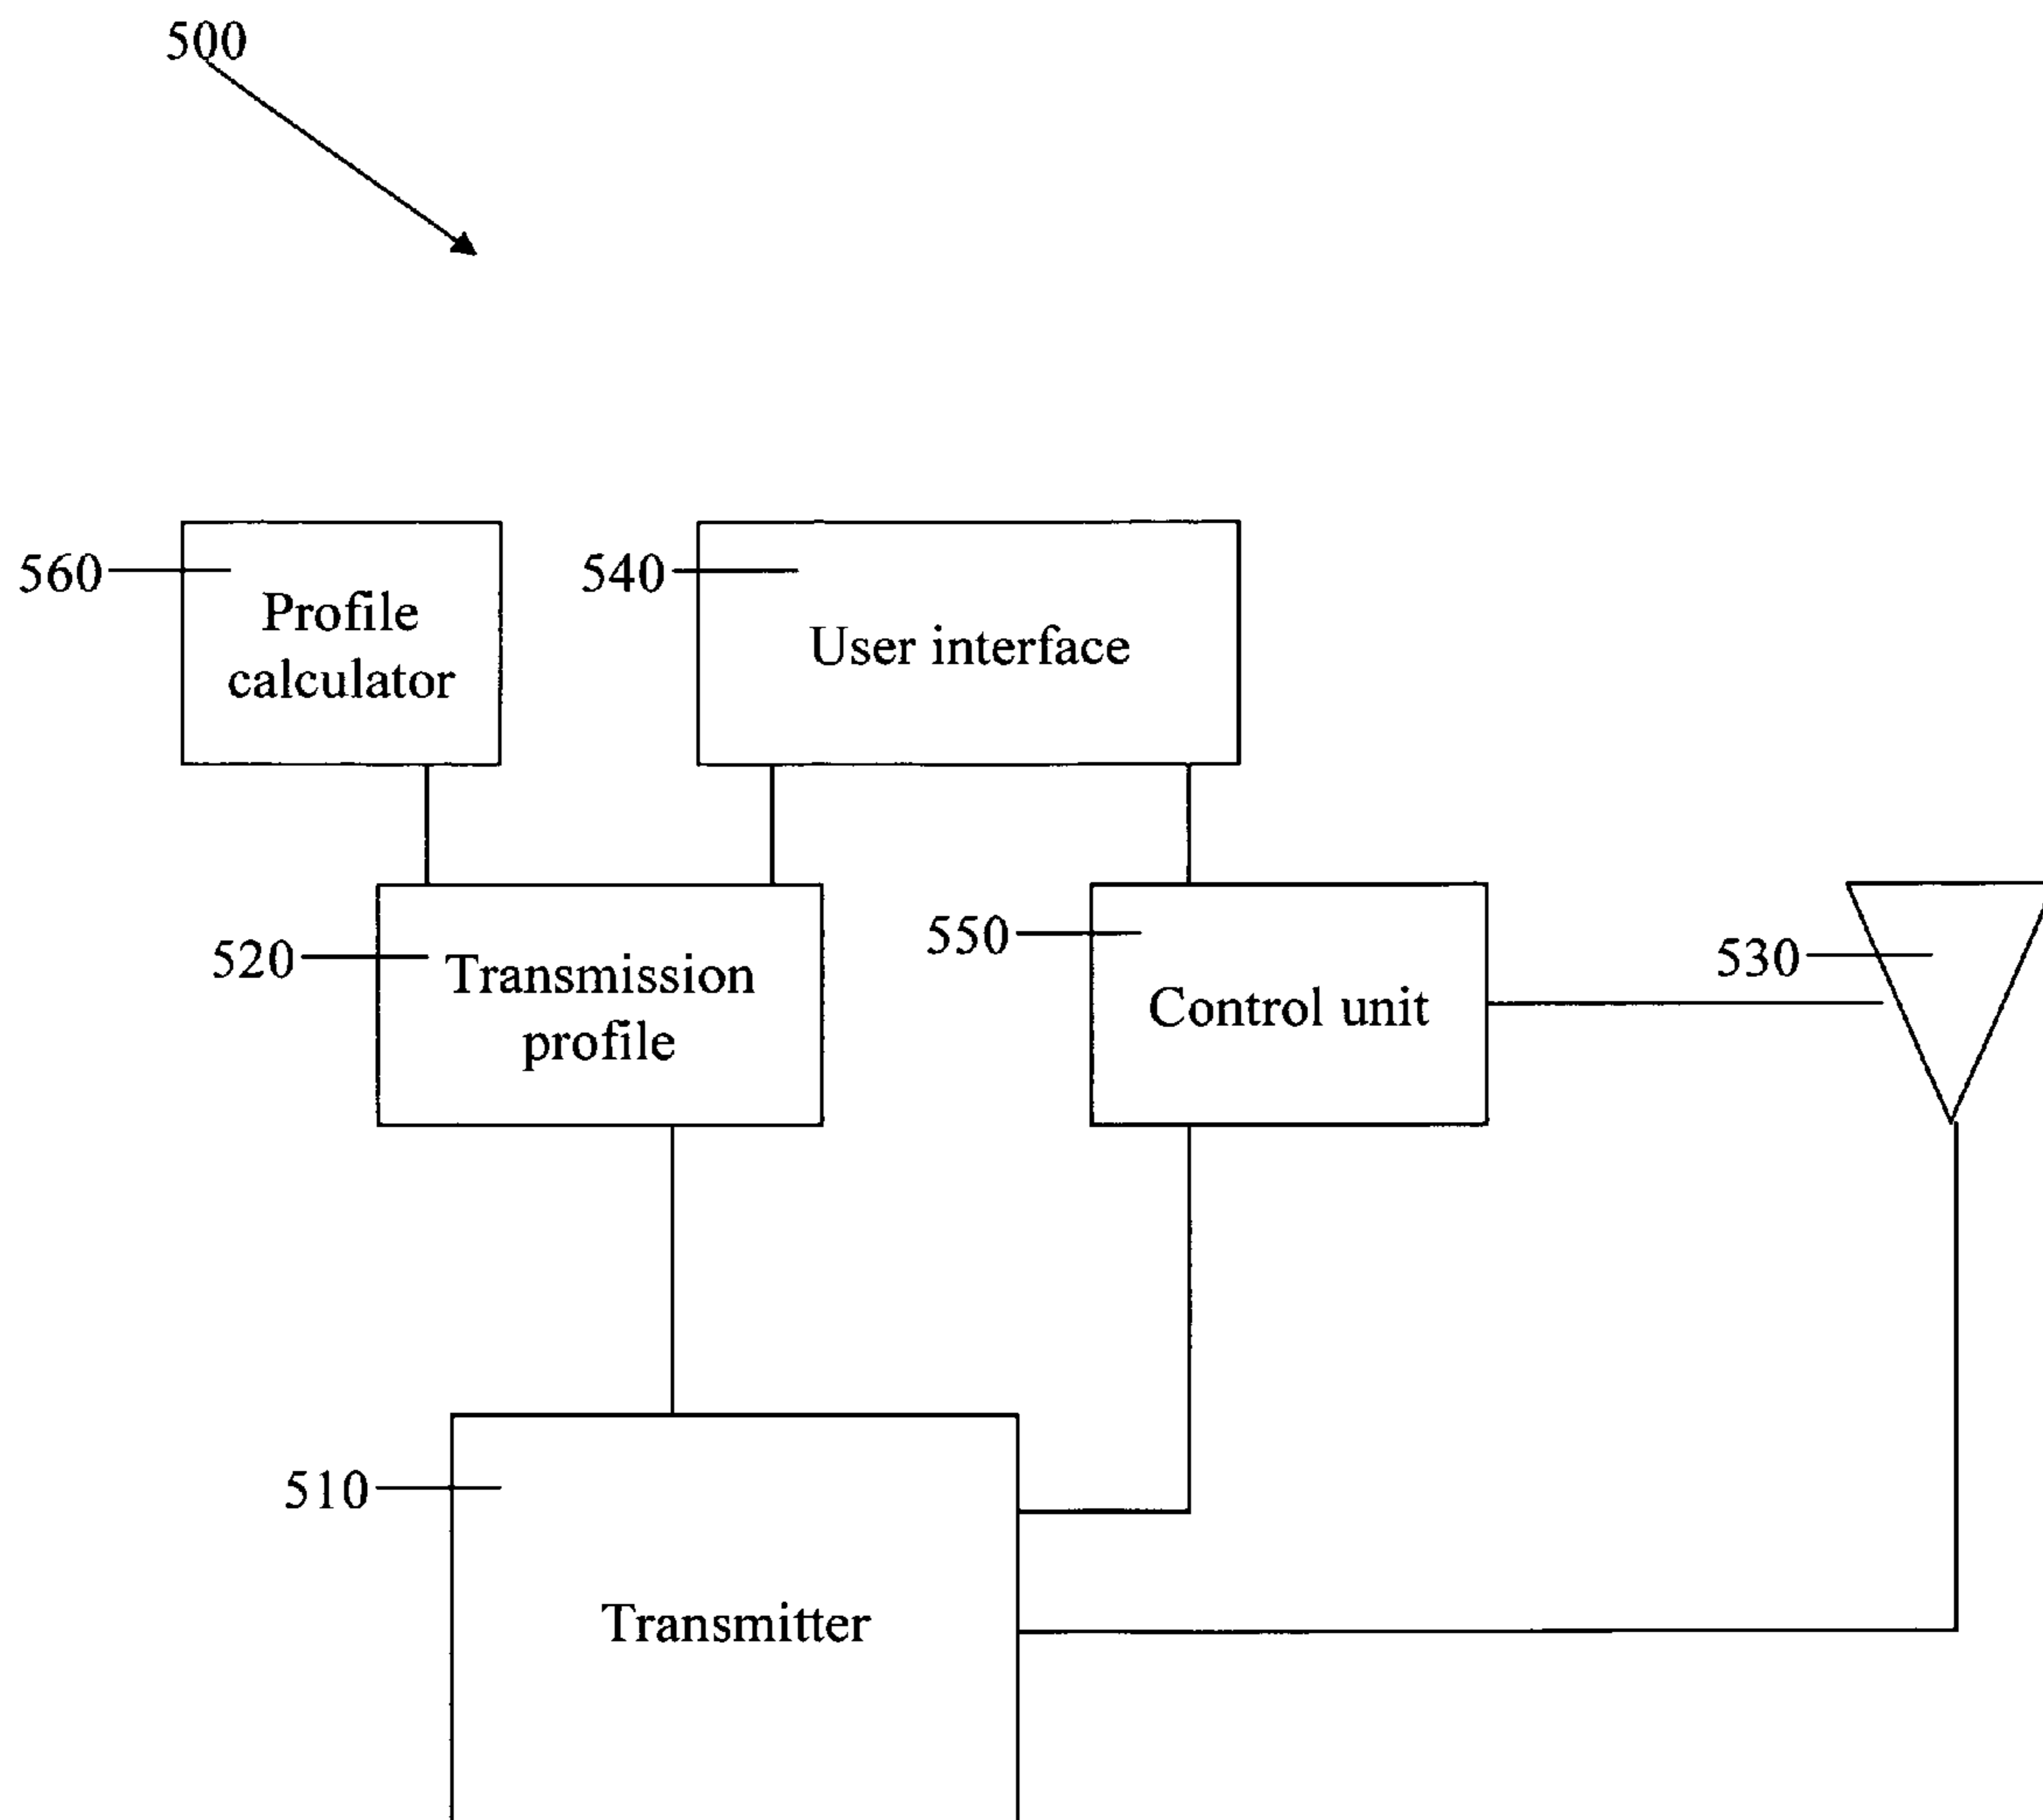 500
560
Profile
calculator
540
User interface
520
Transmission
profile
550
Control unit
530
510
Transmitter